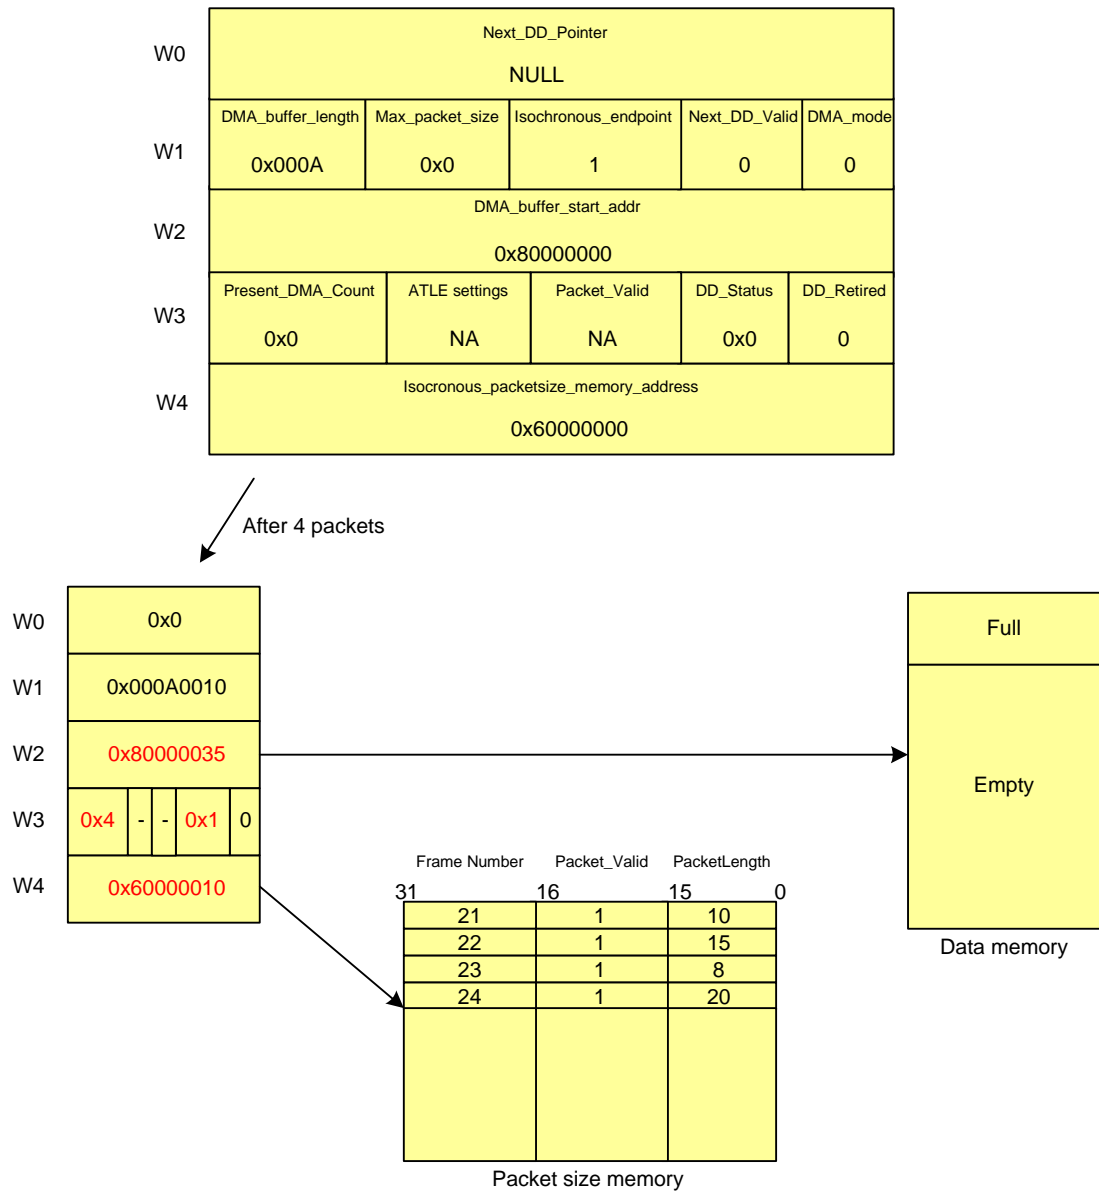 Next_DD_Pointer
W0
NULL
DMA_buffer_length Max_packet_size Isochronous_endpoint Next_DD_Valid DMA_mode
W1
0x000A 0x0 1 0 0
DMA_buffer_start_addr
W2
0x80000000
Present_DMA_Count ATLE settings Packet_Valid DD_Status DD_Retired
W3
0x0 NA NA 0x0 0
Isocronous_packetsize_memory_address
W4
0x60000000
After 4 packets
W0 0x0
W1 0x000A0010
W2 0x80000035
W3 0x4 - - 0x1 0
W4 0x60000010
Full
Empty
Data memory
Frame Number Packet_Valid PacketLength
31 16 15 0
21 1 10
22 1 15
23 1 8
24 1 20
Packet size memory